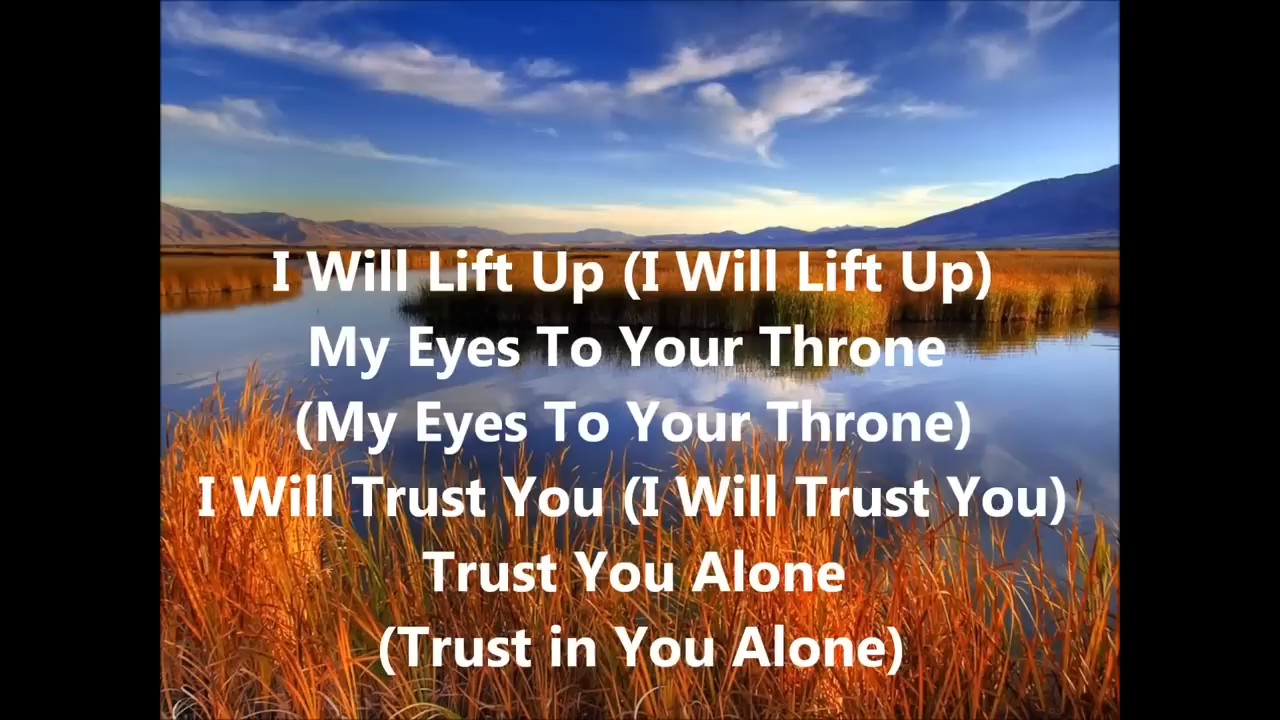 I Will Lift Up (I Will Lift Up)
My Eyes To Your Throne
(My Eyes To Your Throne)
I Will Trust You (I Will Trust You)
Trust You Alone
(Trust in You Alone)